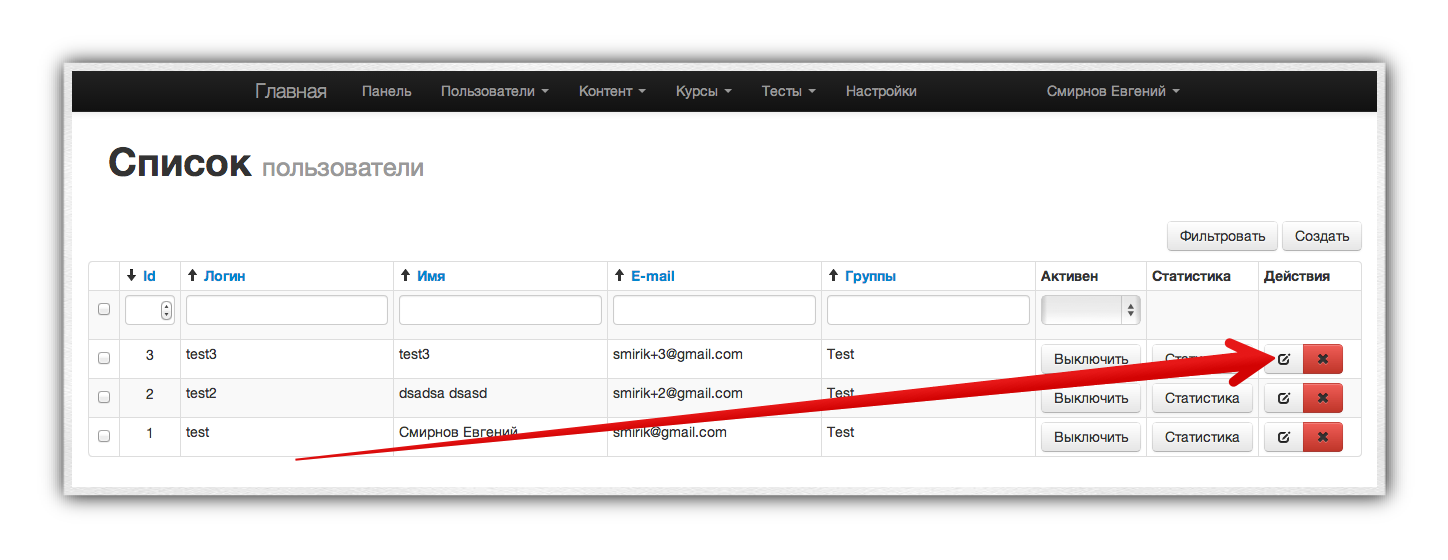 Главная Панель Пользователи Контент Курсы Тесты Настройки Смирнов Евгений
Список пользователи
Фильтровать Создать
Id Логин Имя E-mail Группы Активен Статистика Действия
3 test3 test3 smirik+3@gmail.com Test Выключить
2 test2 dsadsa dsasd smirik+2@gmail.com Test Выключить Статистика
1 test Смирнов Евгений smirik@gmail.com Test Выключить Статистика